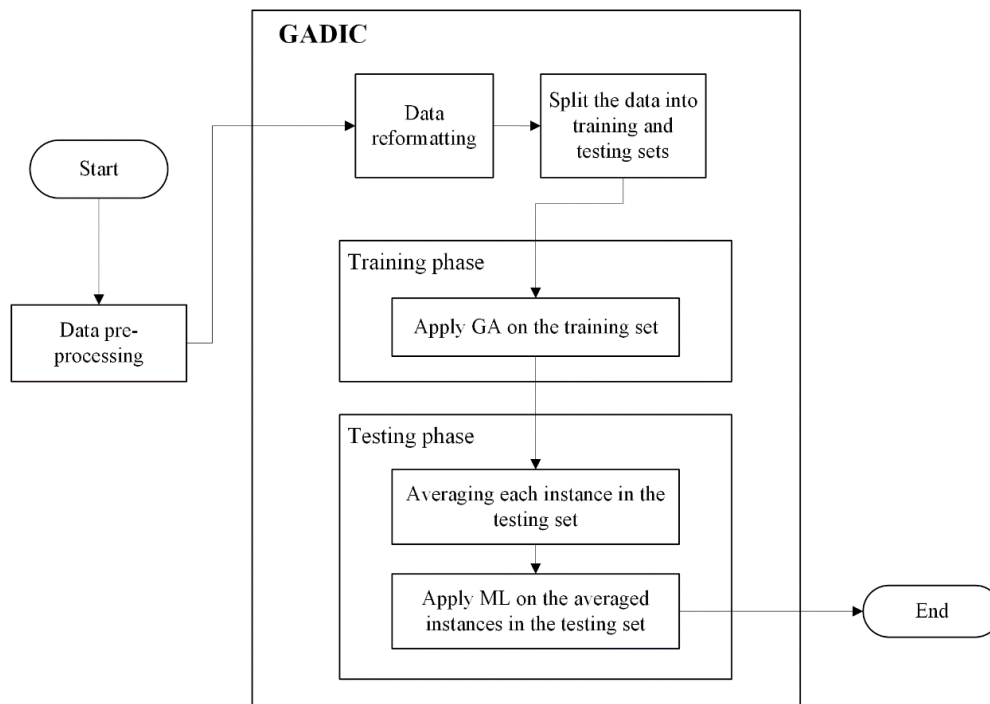 GADIC
Start
Data pre-
processing
Data
reformatting
Split the data into
training and
testing sets
Training phase
Apply GA on the training set
Testing phase
Averaging each instance in the
testing set
Apply ML on the averaged
instances in the testing set
End